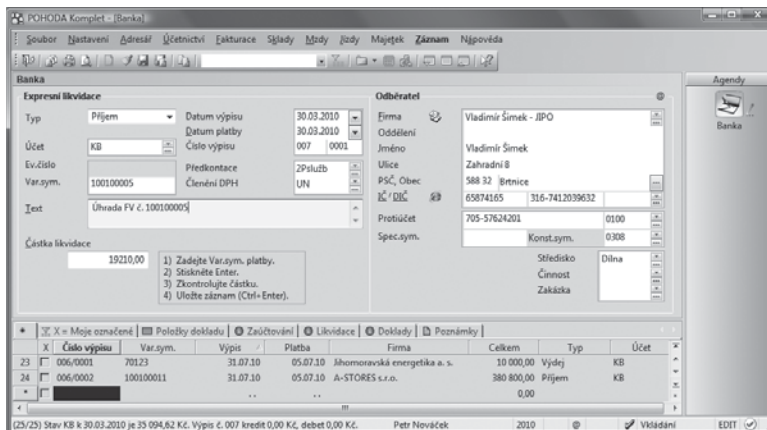 POHODA Komplet - [Banka]
Soubor Nastavení Adresář Účetnictví Fakturace Sklady Mzdy Jízdy Majetek Záznam Nápověda
Banka
Agendy
Banka
Expresní likvidace
Typ Příjem
Účet KB
Ev.číslo
Var.sym. 100100005
Datum výpisu 30.03.2010
Datum platby 30.03.2010
Číslo výpisu 007 0001
Předkontace 2Pslužb
Členění DPH UN
Text Úhrada FV č. 100100005
Částka likvidace
19210,00
1) Zadejte Var.sym. platby.
2) Stiskněte Enter.
3) Zkontrolujte částku.
4) Uložte záznam (Ctrl+Enter).
Odběratel @
Firma Vladimír Šimek - JIPO
Oddělení
Jméno Vladimír Šimek
Ulice Zahradní 8
PSČ, Obec 588 32 Brtnice
IČ / DIČ 65874165 316-7412039632
Protiúčet 705-57624201 0100
Spec.sym. Konst.sym. 0308
Středisko Dílna
Činnost
Zakázka
* X = Moje označené Položky dokladu Zaúčtování Likvidace Doklady Poznámky
X Číslo výpisu Var.sym. Výpis Platba Firma Celkem Typ Účet
23 006/0001 70123 31.07.10 05.07.10 Jihomoravská energetika a. s. 10 000,00 Výdej KB
24 006/0002 100100011 31.07.10 05.07.10 A-STORES s.r.o. 380 800,00 Příjem KB
* . . . . 0,00
(25/25) Stav KB k 30.03.2010 je 35 094,62 Kč. Výpis č. 007 kredit 0,00 Kč, debet 0,00 Kč. Petr Nováček 2010 @ Vkládání EDIT